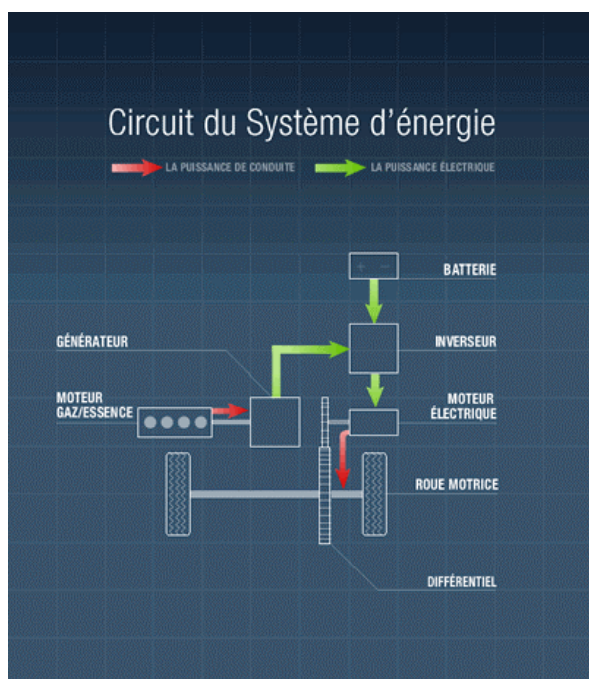 Circuit du Système d'énergie
LA PUISSANCE DE CONDUITE
LA PUISSANCE ÉLECTRIQUE
BATTERIE
GÉNÉRATEUR
INVERSEUR
MOTEUR
GAZ/ESSENCE
MOTEUR
ÉLECTRIQUE
ROUE MOTRICE
DIFFÉRENTIEL